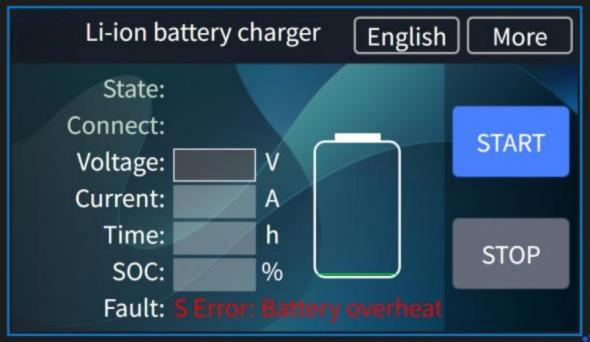 Li-ion battery charger English More
State:
Connect:
START
Voltage: V
Current: A
Time: h
STOP
SOC: %
Fault: S Error: Battery overheat